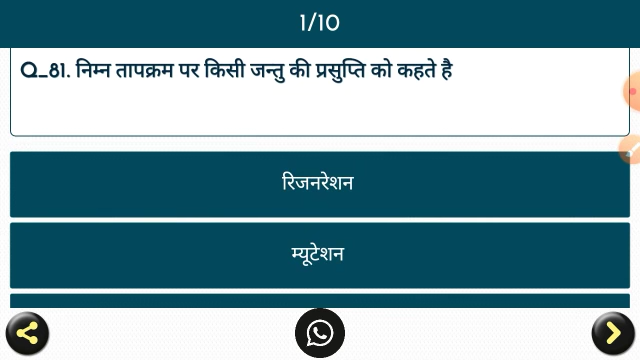 1/10
Q_81. निम्न तापक्रम पर किसी जन्तु की प्रसुप्ति को कहते है
रिजनरेशन
म्यूटेशन